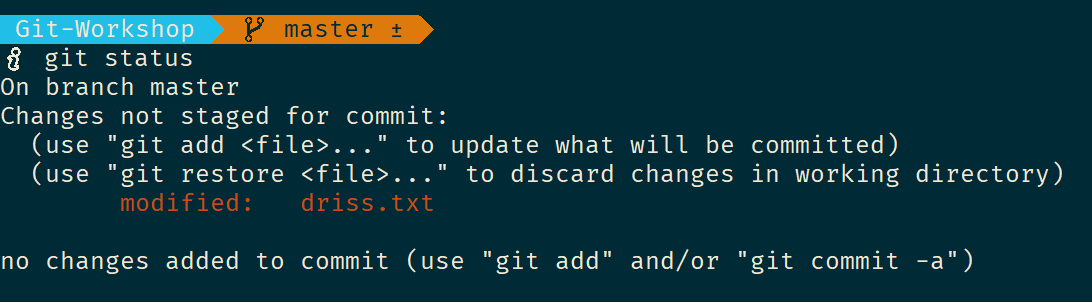 Git-Workshop master ±
git status
On branch master
Changes not staged for commit:
  (use "git add <file>..." to update what will be committed)
  (use "git restore <file>..." to discard changes in working directory)
        modified:   driss.txt

no changes added to commit (use "git add" and/or "git commit -a")